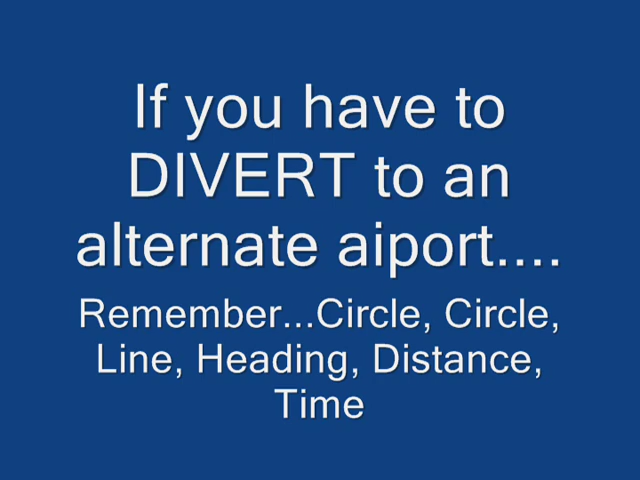 If you have to
DIVERT to an
alternate aiport....
Remember...Circle, Circle,
Line, Heading, Distance,
Time